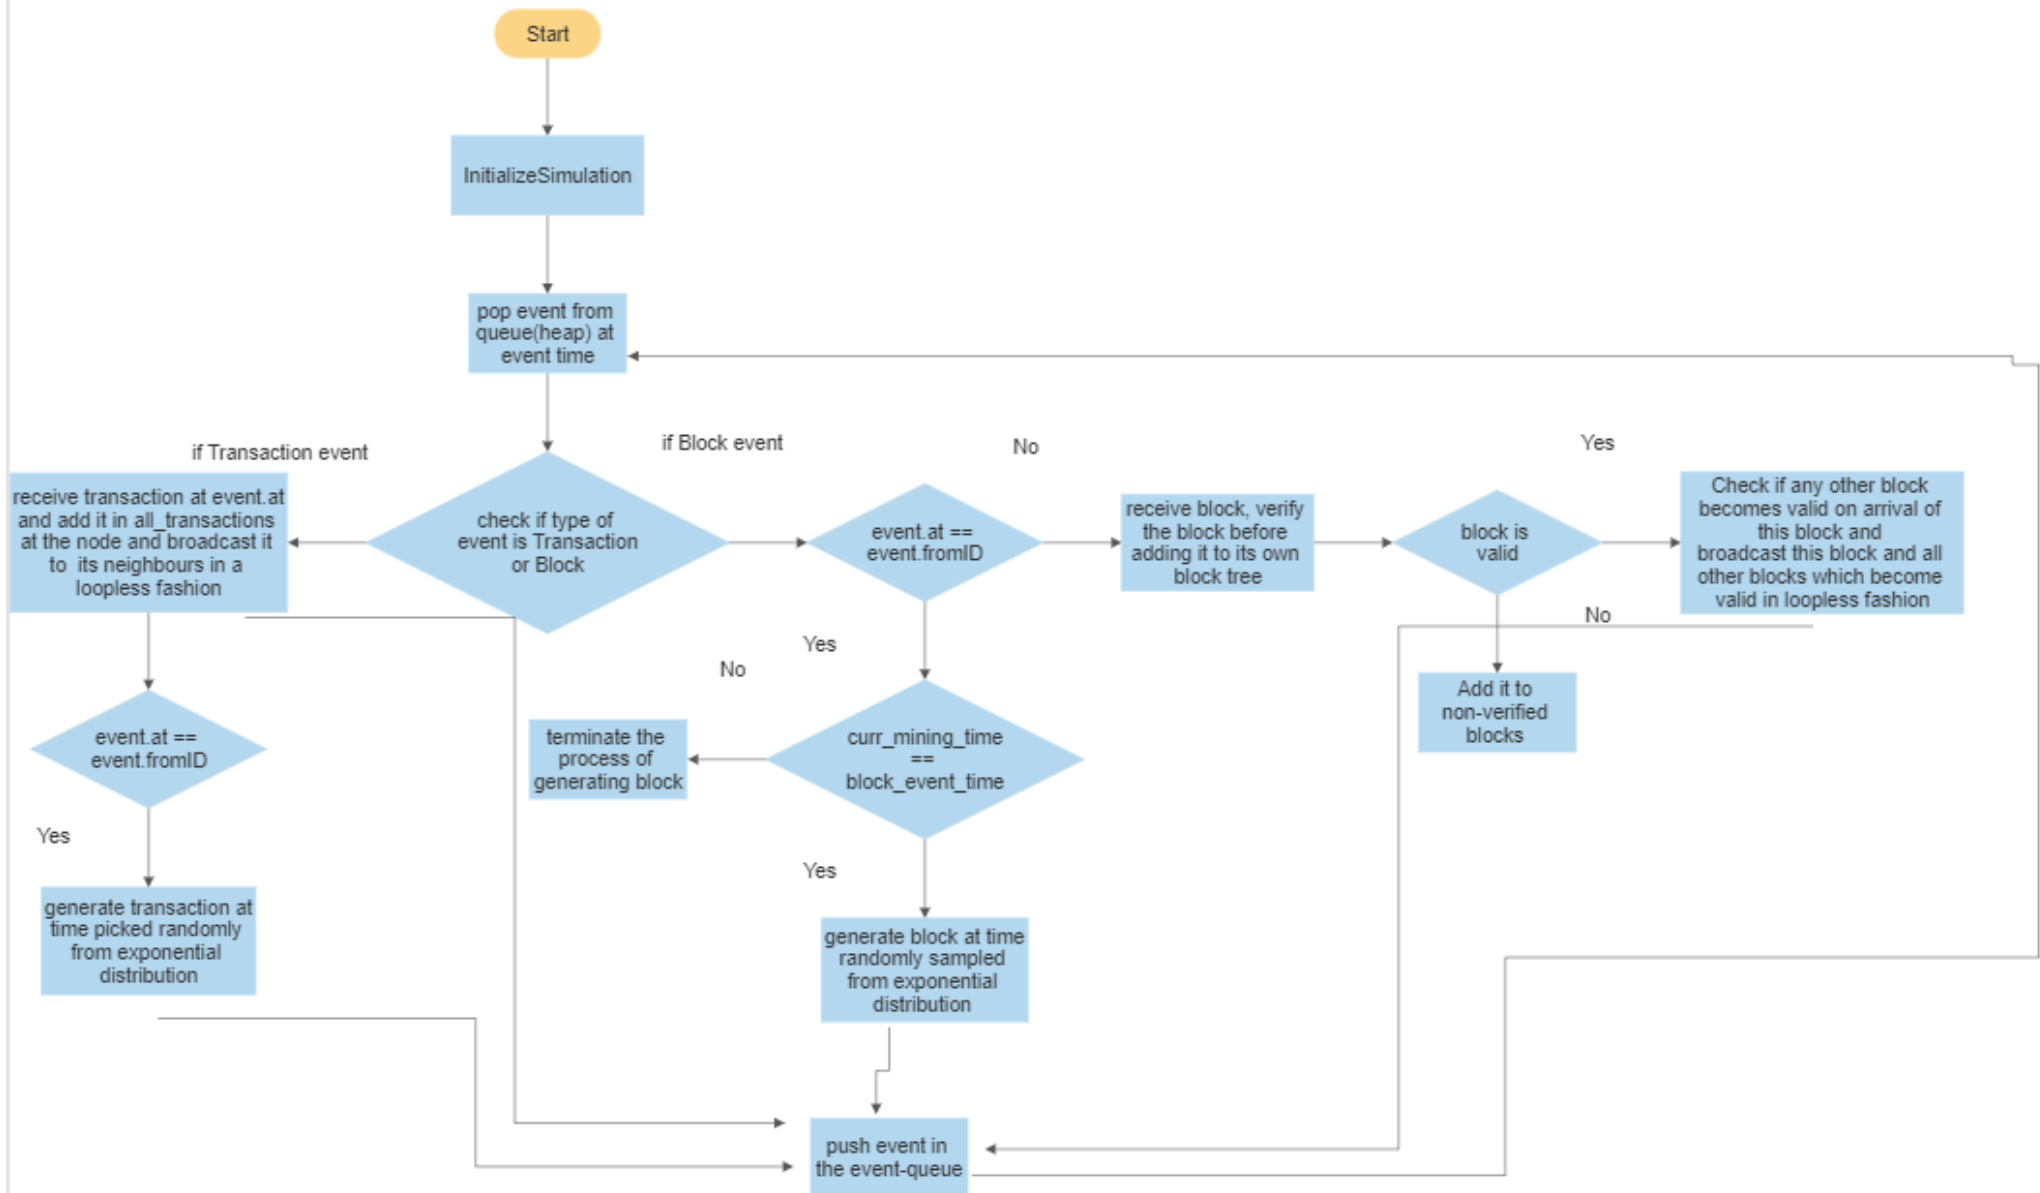 Start
InitializeSimulation
pop event from
queue(heap) at
event time
if Transaction event
if Block event
No
Yes
receive transaction at event.at
and add it in all_transactions
at the node and broadcast it
to its neighbours in a
loopless fashion
check if type of
event is Transaction
or Block
event.at ==
event.fromID
receive block, verify
the block before
adding it to its own
block tree
block is
valid
Check if any other block
becomes valid on arrival of
this block and
broadcast this block and all
other blocks which become
valid in loopless fashion
No
Yes
No
Add it to
non-verified
blocks
event.at ==
event.fromID
terminate the
process of
generating block
curr_mining_time
==
block_event_time
Yes
Yes
generate transaction at
time picked randomly
from exponential
distribution
generate block at time
randomly sampled
from exponential
distribution
push event in
the event-queue